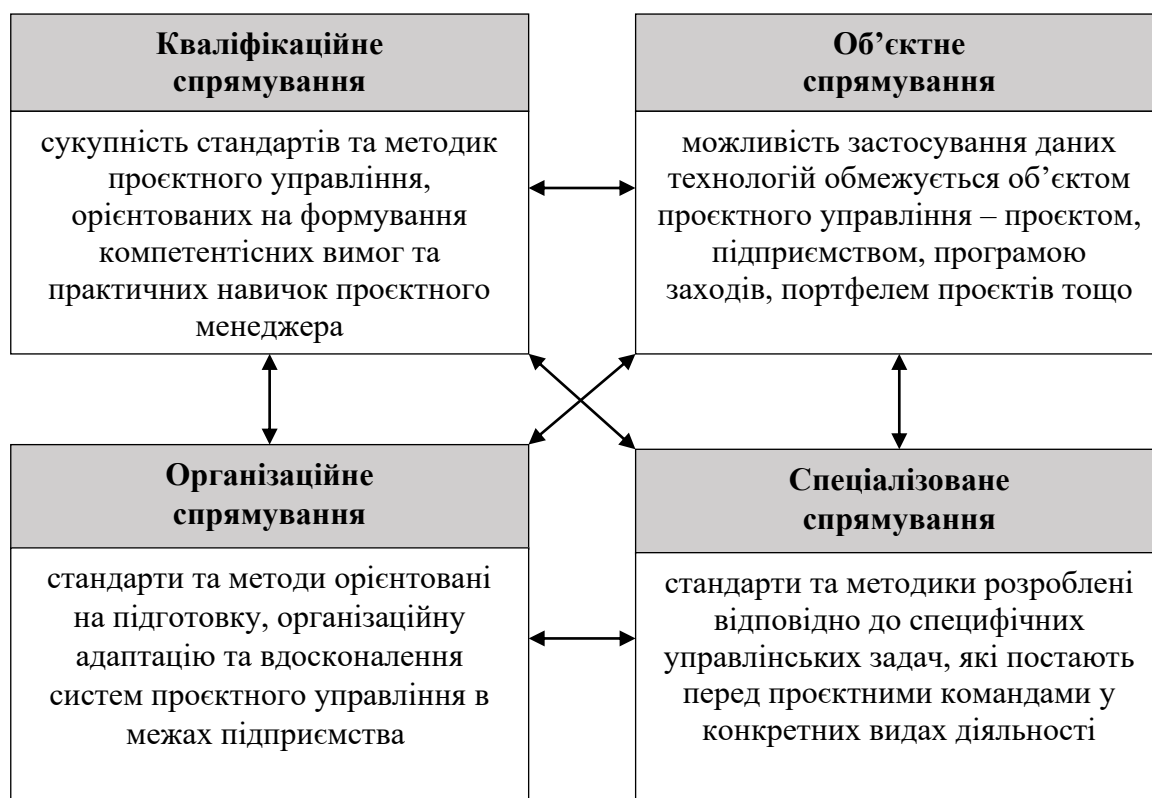 Кваліфікаційне
спрямування
сукупність стандартів та методик
проєктного управління,
орієнтованих на формування
компетентісних вимог та
практичних навичок проєктного
менеджера
Об’єктне
спрямування
можливість застосування даних
технологій обмежується об’єктом
проєктного управління – проєктом,
підприємством, програмою
заходів, портфелем проєктів тощо
Організаційне
спрямування
стандарти та методи орієнтовані
на підготовку, організаційну
адаптацію та вдосконалення
систем проєктного управління в
межах підприємства
Спеціалізоване
спрямування
стандарти та методики розроблені
відповідно до специфічних
управлінських задач, які постають
перед проєктними командами у
конкретних видах діяльності